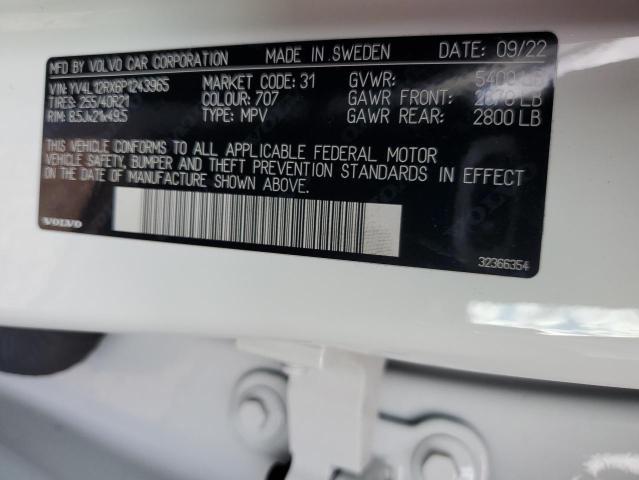 MFD BY VOLVO CAR CORPORATION MADE IN SWEDEN DATE: 09/22
VIN: YV4L12RX6P1243965 MARKET CODE: 31 GVWR: LB
TIRES: 255/40R21 COLOUR: 707 GAWR FRONT: LB
RIM: 8.5Jx21x49.5 TYPE: MPV GAWR REAR: 2800 LB
THIS VEHICLE CONFORMS TO ALL APPLICABLE FEDERAL MOTOR
VEHICLE SAFETY, BUMPER AND THEFT PREVENTION STANDARDS IN EFFECT
ON THE DATE OF MANUFACTURE SHOWN ABOVE.
VOLVO
32366354